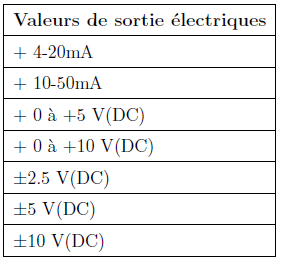 Valeurs de sortie électriques
+ 4-20mA
+ 10-50mA
+ 0 à +5 V(DC)
+ 0 à +10 V(DC)
±2.5 V(DC)
±5 V(DC)
±10 V(DC)